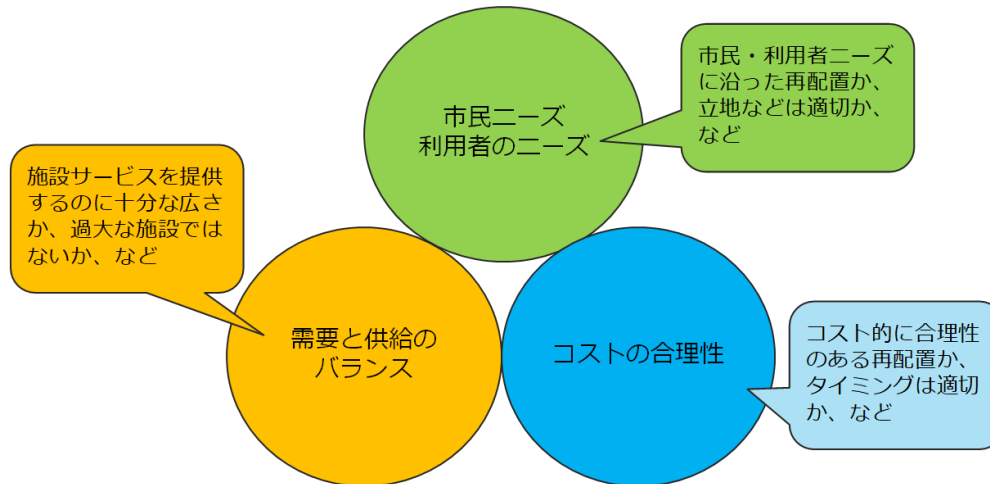 市民ニーズ
利用者のニーズ
市民・利用者ニーズ
に沿った再配置か、
立地などは適切か、
など
施設サービスを提供
するのに十分な広さ
か、過大な施設では
ないか、など
需要と供給の
バランス
コストの合理性
コスト的に合理性
のある再配置か、
タイミングは適切
か、など